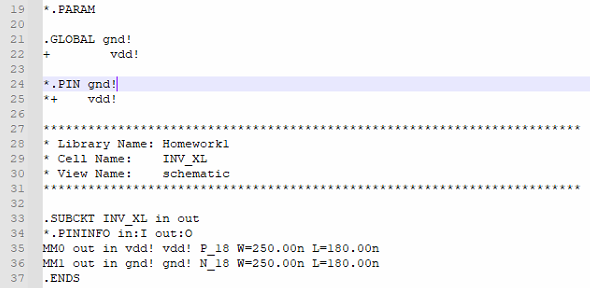 19 *.PARAM
20
21 .GLOBAL gnd!
22 +        vdd!
23
24 *.PIN gnd!
25 *+    vdd!
26
27 ************************************************************************
28 * Library Name: Homework1
29 * Cell Name:    INV_XL
30 * View Name:    schematic
31 ************************************************************************
32
33 .SUBCKT INV_XL in out
34 *.PININFO in:I out:O
35 MM0 out in vdd! vdd! P_18 W=250.00n L=180.00n
36 MM1 out in gnd! gnd! N_18 W=250.00n L=180.00n
37 .ENDS